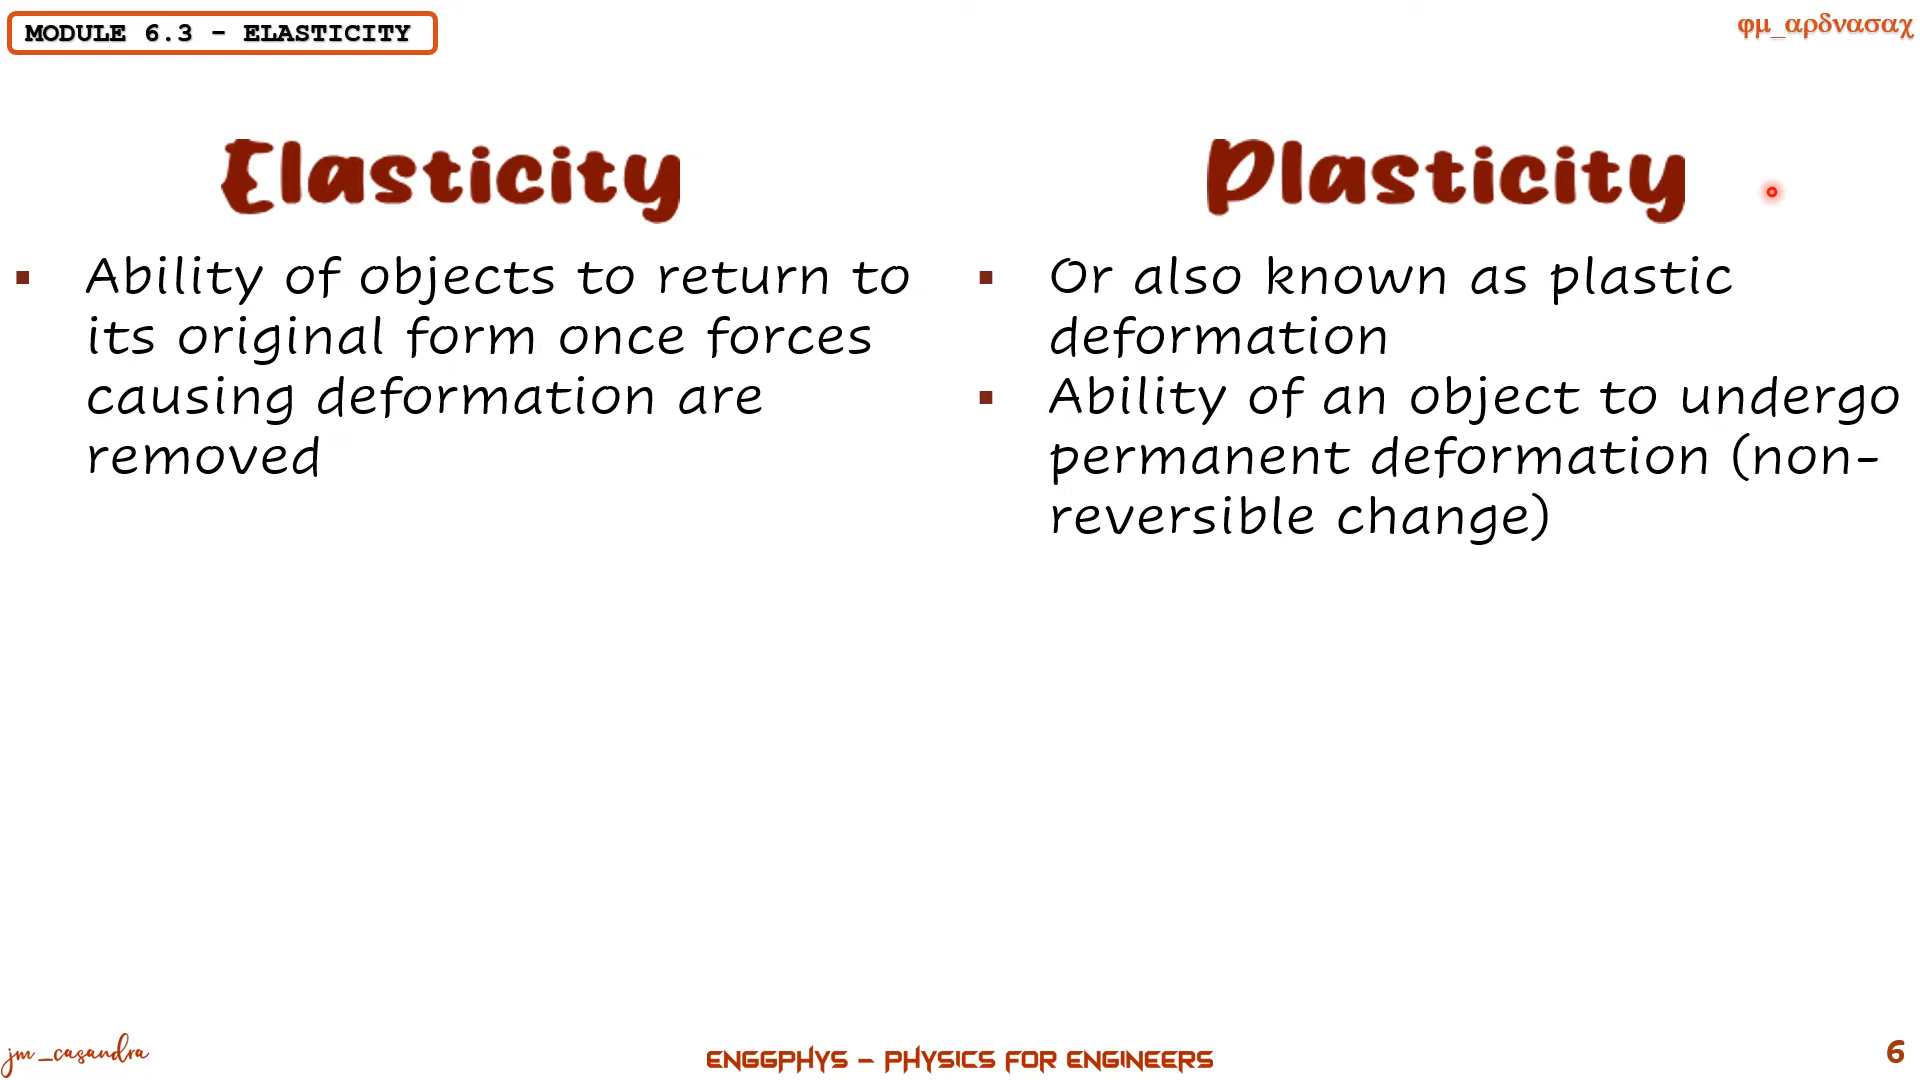 MODULE 6.3 - ELASTICITY
φμ_αρδνασαχ
Elasticity
▪ Ability of objects to return to
its original form once forces
causing deformation are
removed
Plasticity
▪ Or also known as plastic
deformation
▪ Ability of an object to undergo
permanent deformation (non-
reversible change)
jm_casandra
ENGGPHYS – PHYSICS FOR ENGINEERS
6